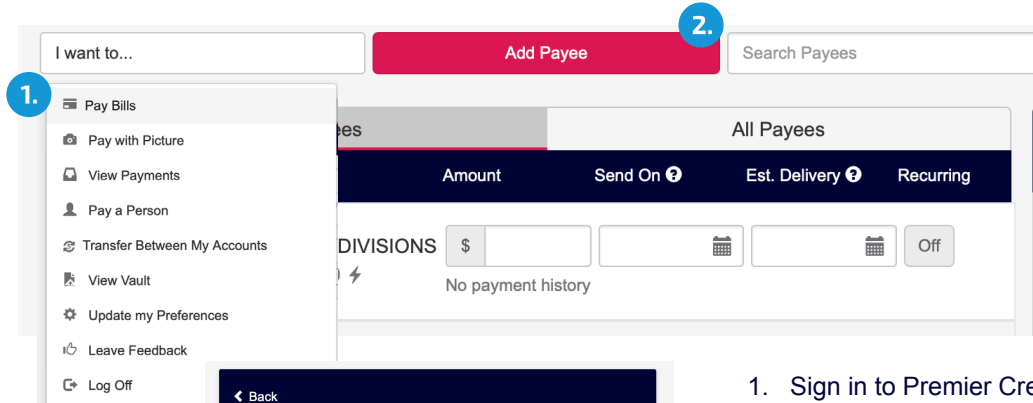 2.
I want to...
Add Payee
Search Payees
1.
Pay Bills
Pay with Picture
View Payments
Pay a Person
Transfer Between My Accounts
View Vault
Update my Preferences
Leave Feedback
Log Off
All Payees
Amount
Send On
Est. Delivery
Recurring
DIVISIONS
$
Off
No payment history
Back
1. Sign in to Premier